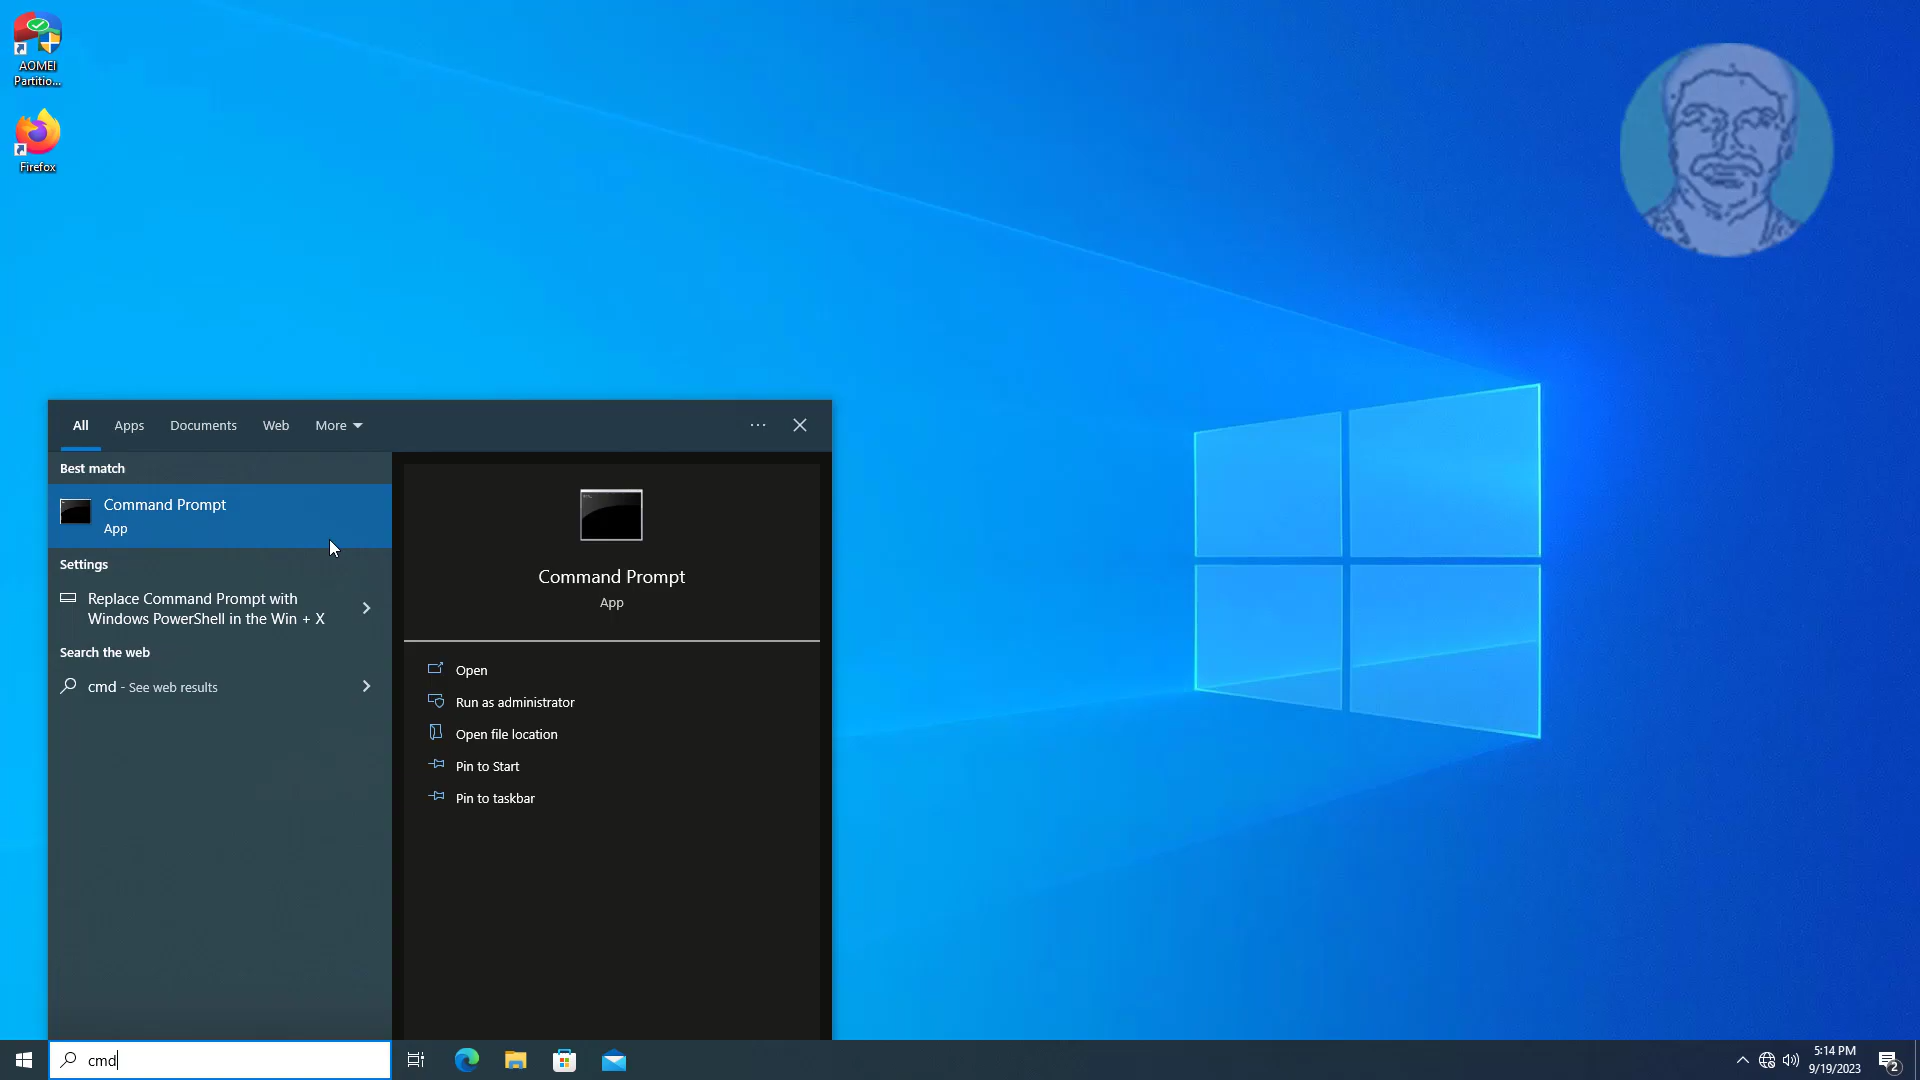 AOMEI
Partitio...
Firefox
All
Apps
Documents
Web
More
Best match
Command Prompt
App
Settings
Replace Command Prompt with
Windows PowerShell in the Win + X
Search the web
cmd - See web results
Command Prompt
App
Open
Run as administrator
Open file location
Pin to Start
Pin to taskbar
cmd
5:14 PM
9/19/2023
2